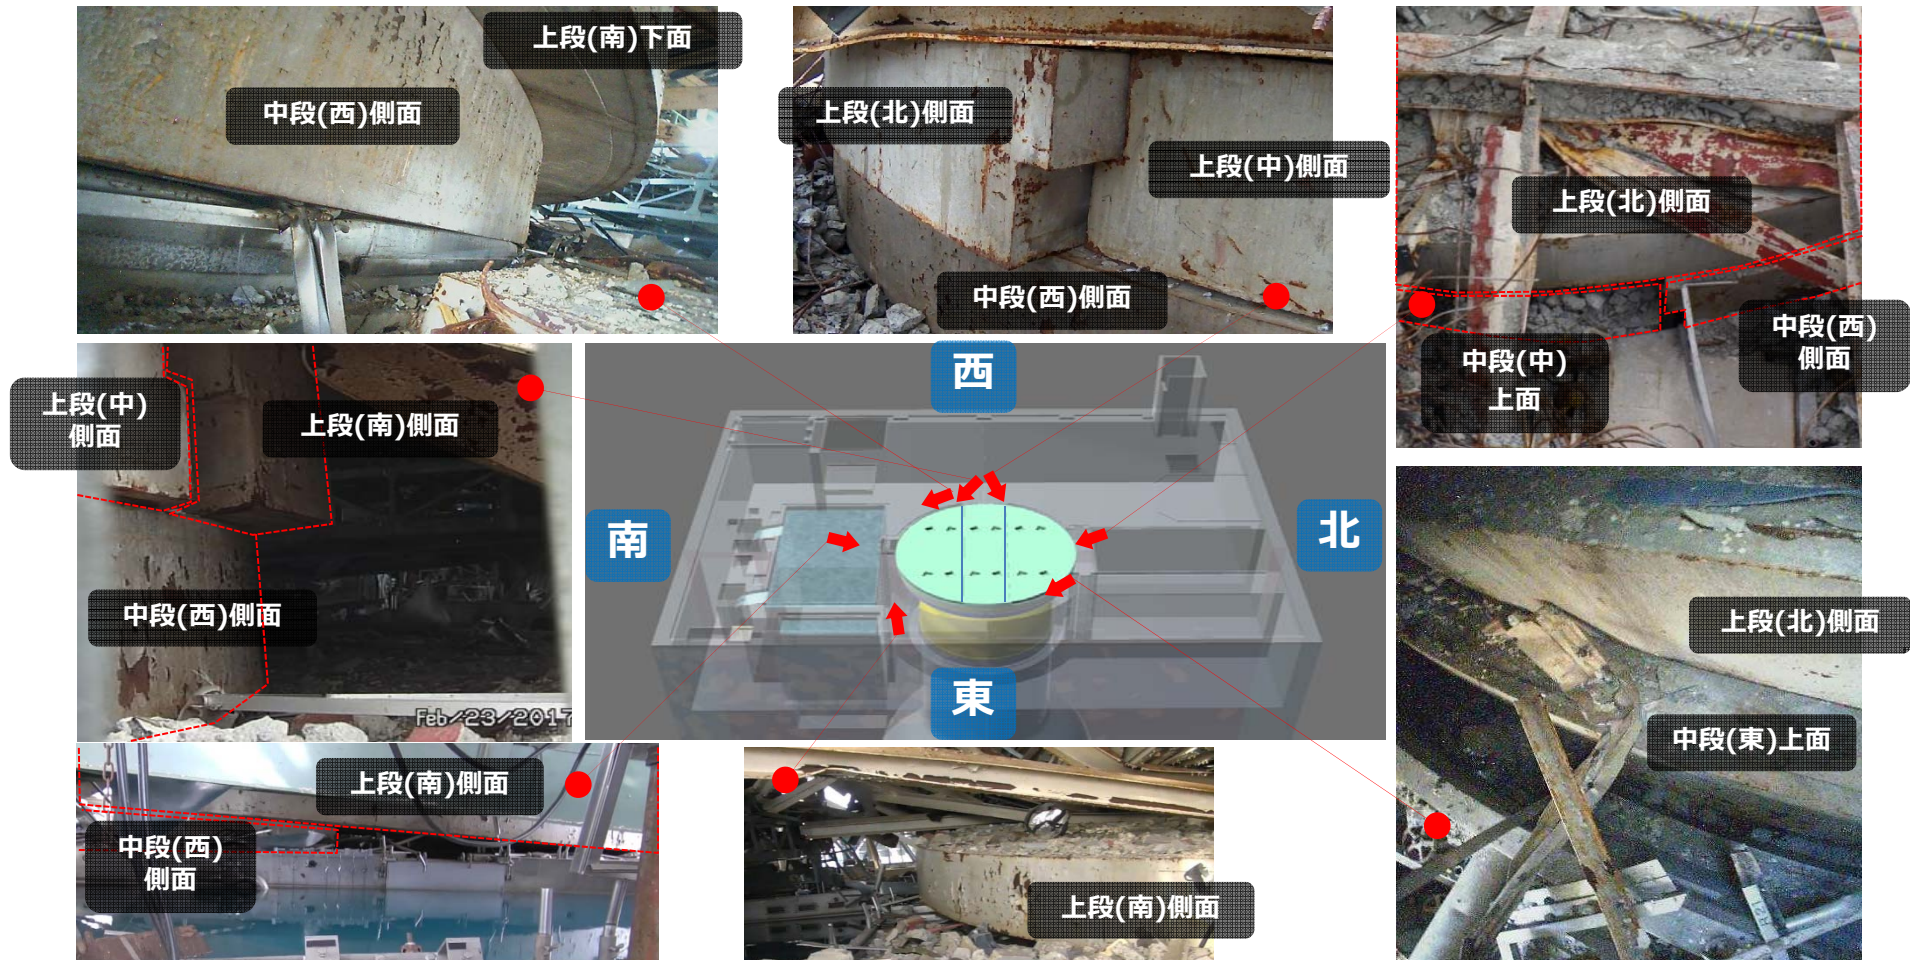 上段(南)下面
中段(西)側面
上段(北)側面
上段(中)側面
中段(西)側面
上段(北)側面
中段(西)
側面
中段(中)
上面
上段(中)
側面
上段(南)側面
中段(西)側面
Feb/23/2017
西
南
北
東
上段(北)側面
中段(東)上面
上段(南)側面
中段(西)
側面
上段(南)側面